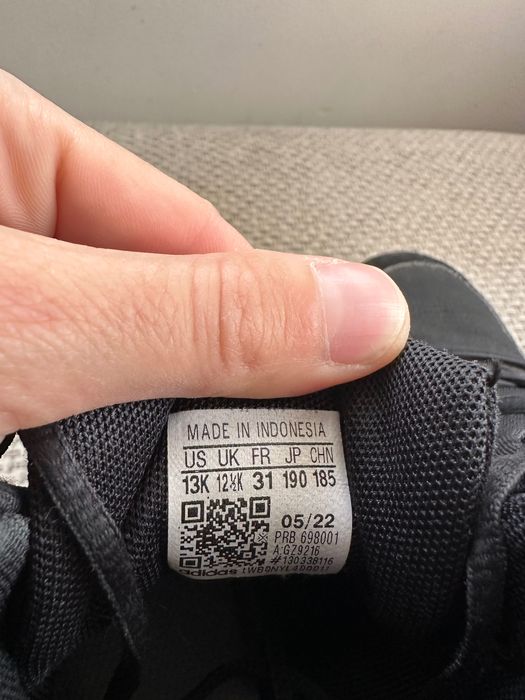 MADE IN INDONESIA
US UK FR JP CHN
13K 12½K 31 190 185
05/22
PRB 698001
A:GZ9216
#130338116
adidas